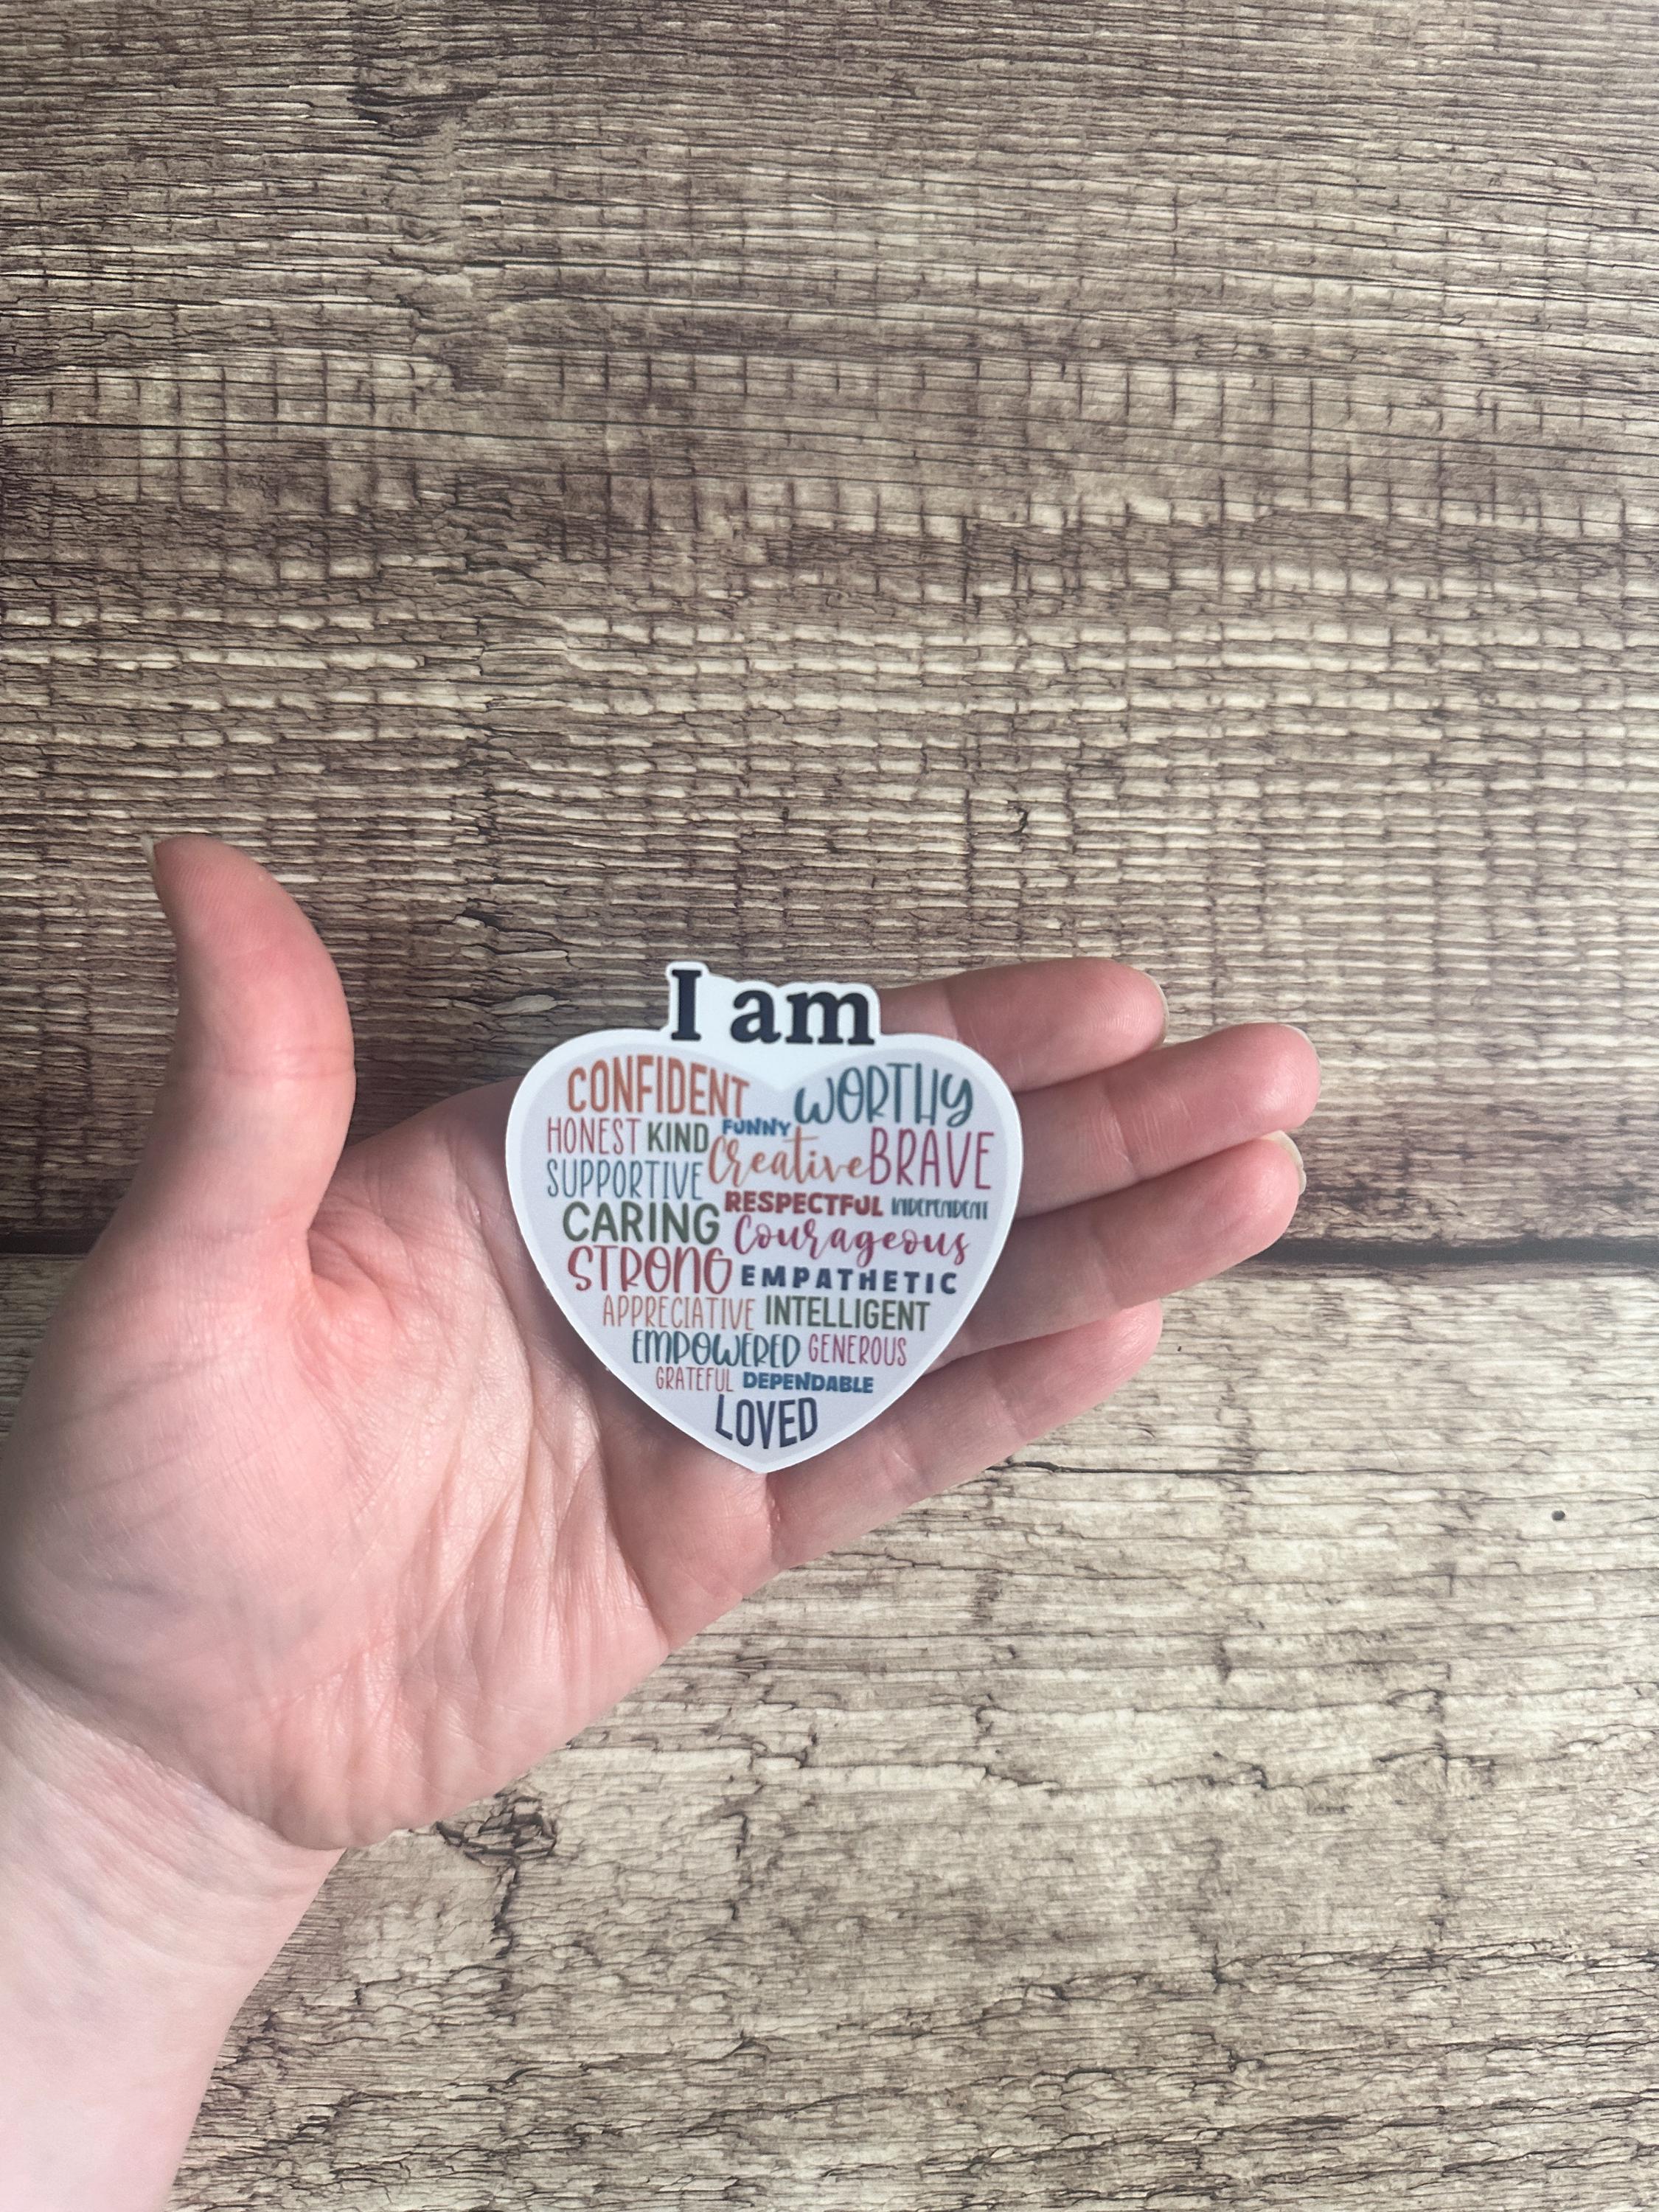 I am
CONFIDENT WORTHY
HONEST KIND FUNNY
SUPPORTIVE Creative BRAVE
RESPECTFUL INDEPENDENT
CARING Courageous
STRONG EMPATHETIC
APPRECIATIVE INTELLIGENT
EMPOWERED GENEROUS
GRATEFUL DEPENDABLE
LOVED